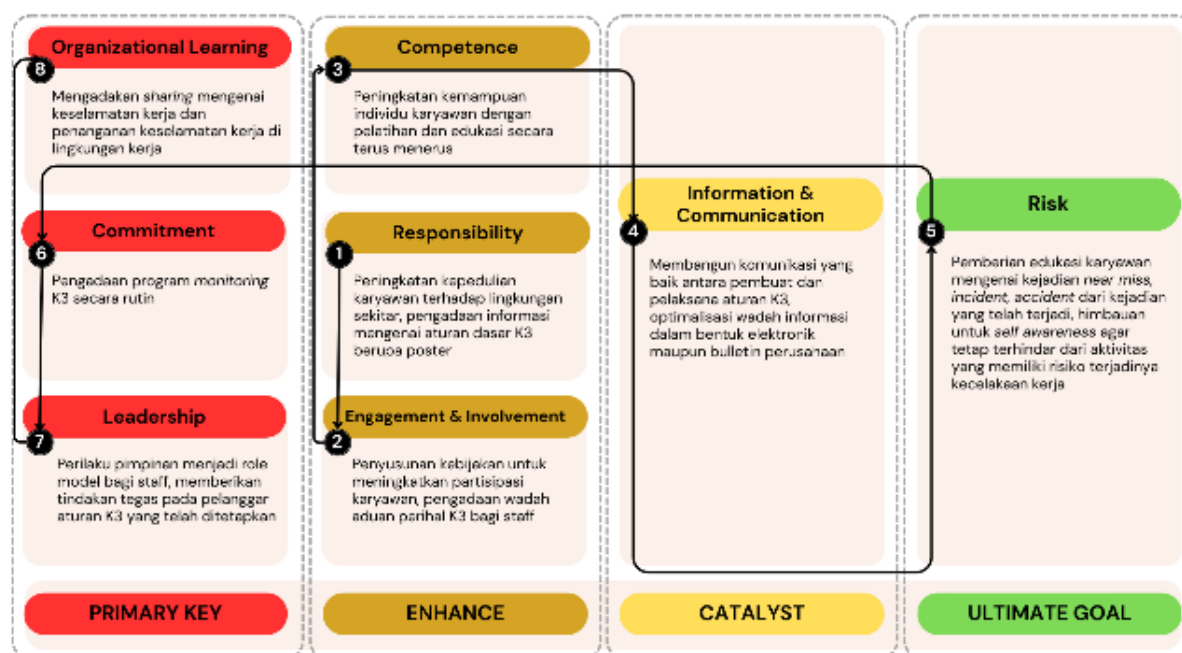 Organizational Learning
8
Mengadakan sharing mengenai
keselamatan kerja dan
penanganan keselamatan kerja di
lingkungan kerja
Commitment
6
Pengadaan program monitoring
K3 secara rutin
Leadership
7
Perilaku pimpinan menjadi role
model bagi staff, memberikan
tindakan tegas pada pelanggar
aturan K3 yang telah ditetapkan
PRIMARY KEY
Competence
3
Peningkatan kemampuan
individu karyawan dengan
pelatihan dan edukasi secara
terus menerus
Responsibility
1
Peningkatan kepedulian
karyawan terhadap lingkungan
sekitar, pengadaan informasi
mengenai aturan dasar K3
berupa poster
Engagement & Involvement
2
Penyusunan kebijakan untuk
meningkatkan partisipasi
karyawan, pengadaan wadah
aduan perihal K3 bagi staff
ENHANCE
Information &
Communication
4
Membangun komunikasi yang
baik antara pembuat dan
pelaksana aturan K3,
optimalisasi wadah informasi
dalam bentuk elektronik
maupun bulletin perusahaan
CATALYST
Risk
5
Pemberian edukasi karyawan
mengenai kejadian near miss,
incident, accident dari kejadian
yang telah terjadi, himbauan
untuk self awareness agar
tetap terhindar dari aktivitas
yang memiliki risiko terjadinya
kecelakaan kerja
ULTIMATE GOAL